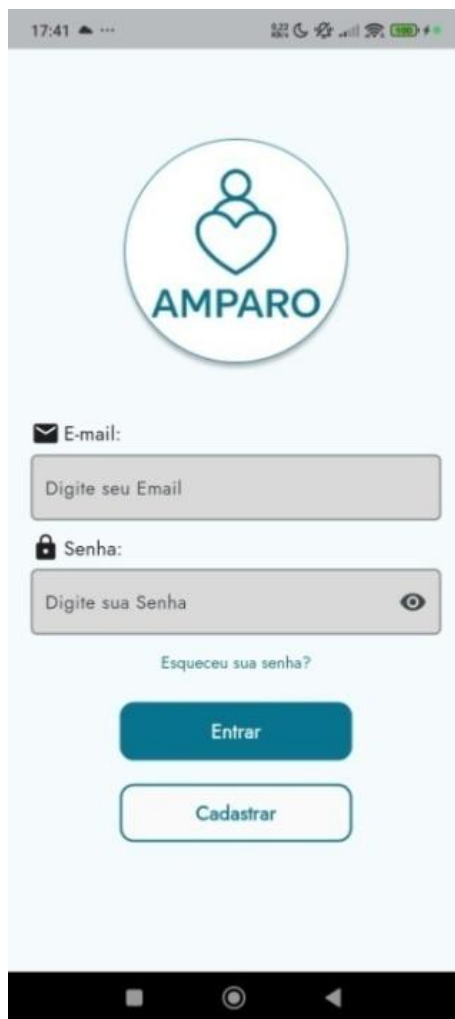 17:41
AMPARO
E-mail:
Digite seu Email
Senha:
Digite sua Senha
Esqueceu sua senha?
Entrar
Cadastrar